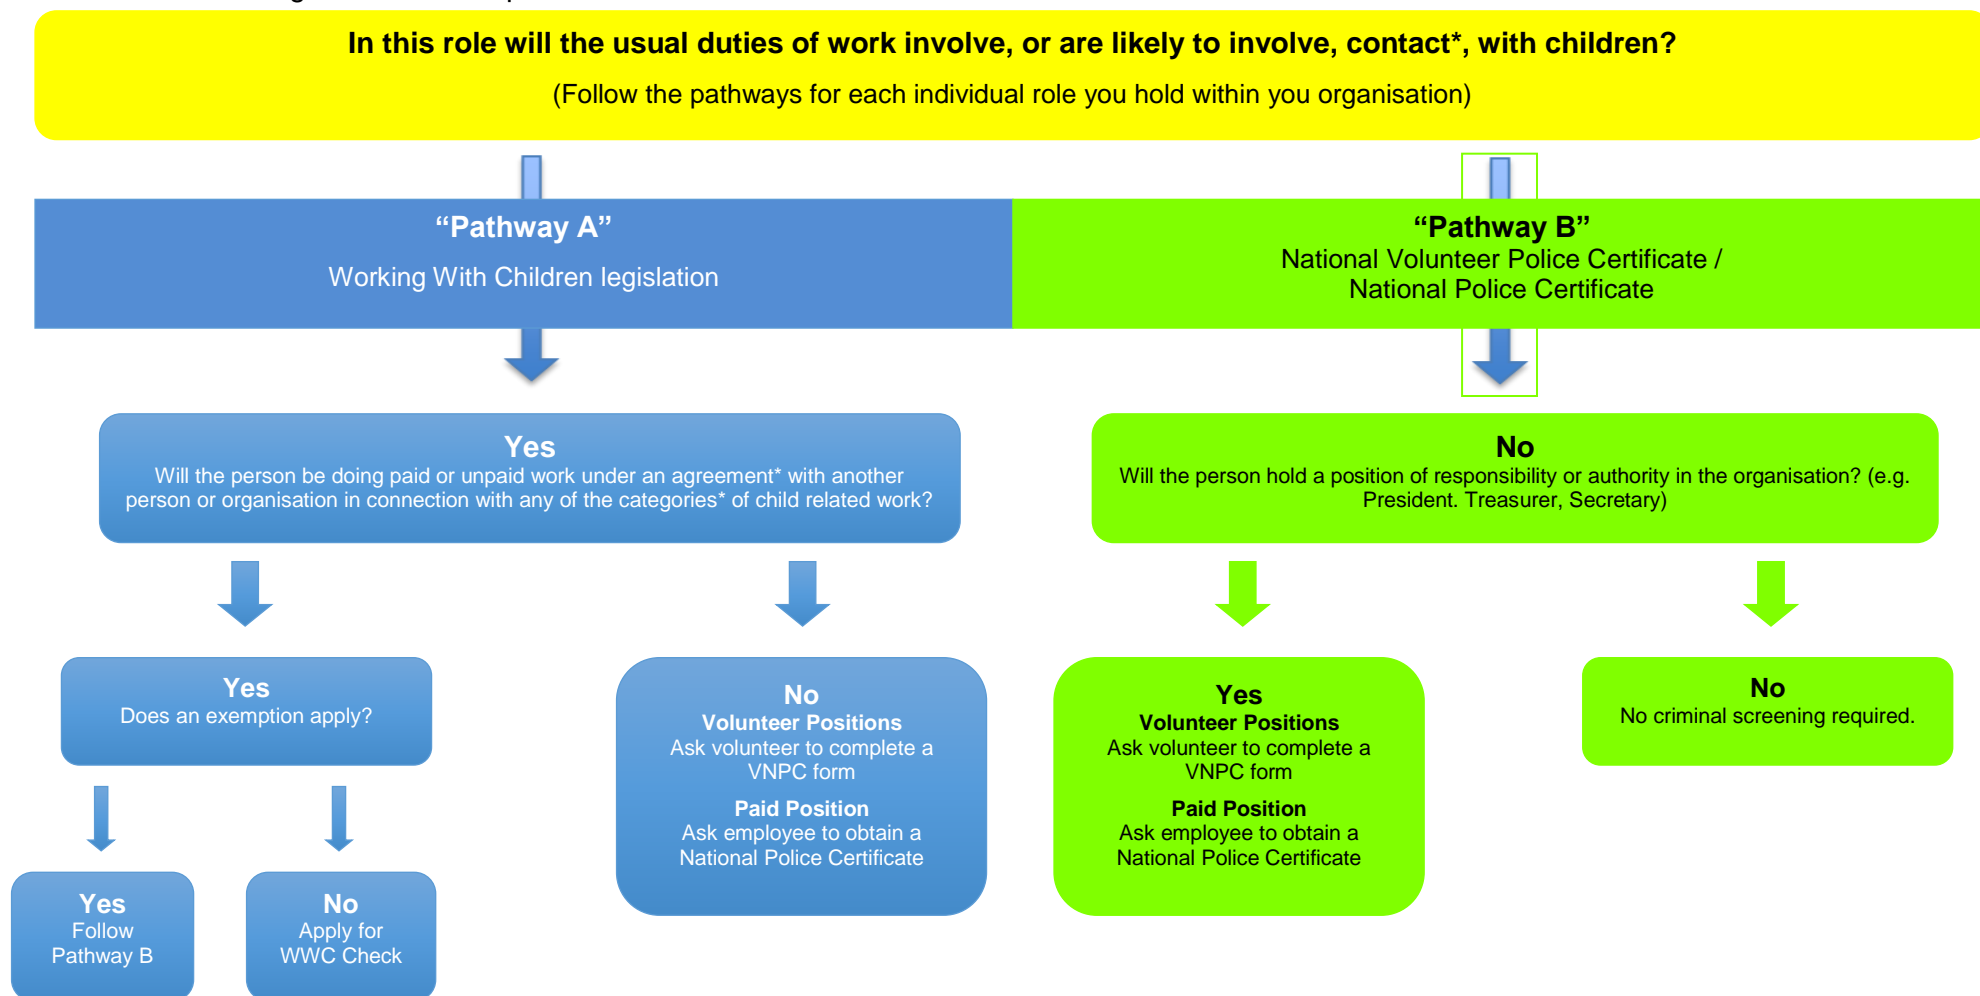 In this role will the usual duties of work involve, or are likely to involve, contact*, with children?
(Follow the pathways for each individual role you hold within you organisation)
“Pathway A”
Working With Children legislation
“Pathway B”
National Volunteer Police Certificate /
National Police Certificate
Yes
Will the person be doing paid or unpaid work under an agreement* with another
person or organisation in connection with any of the categories* of child related work?
No
Will the person hold a position of responsibility or authority in the organisation? (e.g.
President. Treasurer, Secretary)
Yes
Does an exemption apply?
No
Volunteer Positions
Ask volunteer to complete a
VNPC form
Paid Position
Ask employee to obtain a
National Police Certificate
Yes
Volunteer Positions
Ask volunteer to complete a
VNPC form
Paid Position
Ask employee to obtain a
National Police Certificate
No
No criminal screening required.
Yes
Follow
Pathway B
No
Apply for
WWC Check